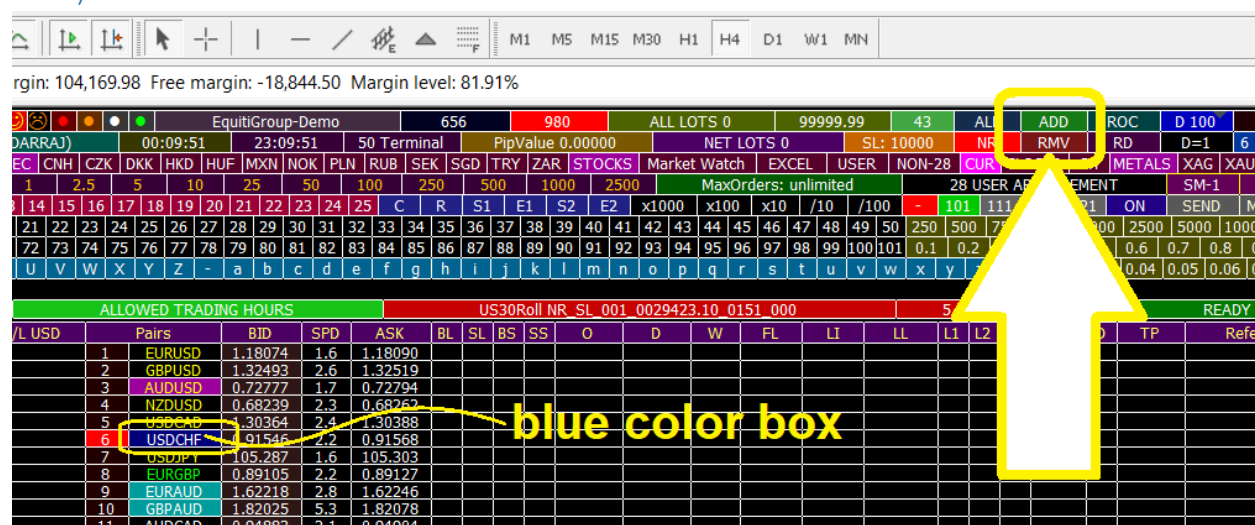 rgin: 104,169.98 Free margin: -18,844.50 Margin level: 81.91%
E F M1 M5 M15 M30 H1 H4 D1 W1 MN
EquitiGroup-Demo 656 980 ALL LOTS 0 99999.99 43 ADD ROC D 100
DARRAJ) 00:09:51 23:09:51 50 Terminal PipValue 0.00000 NET LOTS 0 SL: 10000 RMV RD D=1 6
EC CNH CZK DKK HKD HUF MXN NOK PLN RUB SEK SGD TRY ZAR STOCKS Market Watch EXCEL USER NON-28 CUR METALS XAG XAU
1 2.5 5 10 25 50 100 250 500 1000 2500 MaxOrders: unlimited 28 USER SM-1
14 15 16 17 18 19 20 21 22 23 24 25 C R S1 E1 S2 E2 x1000 x100 x10 /10 /100 - 101 ON SEND
21 22 23 24 25 26 27 28 29 30 31 32 33 34 35 36 37 38 39 40 41 42 43 44 45 46 47 48 49 50 250 500 2500 5000 1000
72 73 74 75 76 77 78 79 80 81 82 83 84 85 86 87 88 89 90 91 92 93 94 95 96 97 98 99 100 101 0.1 0.2 0.6 0.7 0.8
U V W X Y Z - a b c d e f g h i j k l m n o p q r s t u v w x y 0.04 0.05 0.06
ALLOWED TRADING HOURS US30Roll NR_SL_001_0029423.10_0151_000 5 READY
/L USD Pairs BID SPD ASK BL SL BS SS O D W FL LI LL L1 L2 TP Refe
1 EURUSD 1.18074 1.6 1.18090
2 GBPUSD 1.32493 2.6 1.32519
3 AUDUSD 0.72777 1.7 0.72794
4 NZDUSD 0.68239 2.3 0.68262
5 USDCAD 1.30364 2.4 1.30388
6 USDCHF 0.91546 2.2 0.91568
7 USDJPY 105.287 1.6 105.303
8 EURGBP 0.89105 2.2 0.89127
9 EURAUD 1.62218 2.8 1.62246
10 GBPAUD 1.82025 5.3 1.82078
blue color box